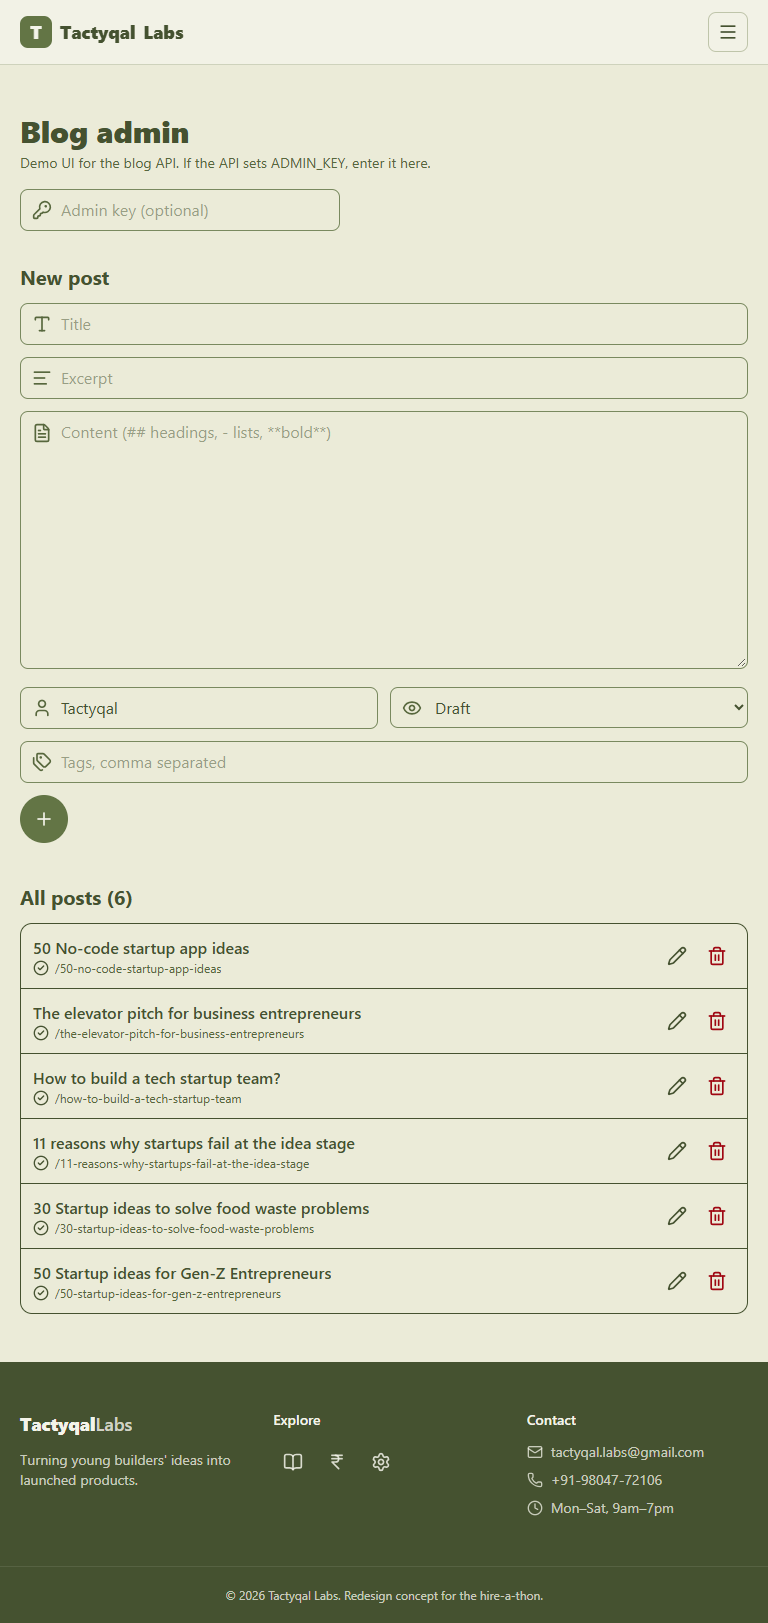 T Tactyqal Labs
Blog admin
Demo UI for the blog API. If the API sets ADMIN_KEY, enter it here.
Admin key (optional)
New post
Title
Excerpt
Content (## headings, - lists, **bold**)
Tactyqal
Draft
Tags, comma separated
All posts (6)
50 No-code startup app ideas
/50-no-code-startup-app-ideas
The elevator pitch for business entrepreneurs
/the-elevator-pitch-for-business-entrepreneurs
How to build a tech startup team?
/how-to-build-a-tech-startup-team
11 reasons why startups fail at the idea stage
/11-reasons-why-startups-fail-at-the-idea-stage
30 Startup ideas to solve food waste problems
/30-startup-ideas-to-solve-food-waste-problems
50 Startup ideas for Gen-Z Entrepreneurs
/50-startup-ideas-for-gen-z-entrepreneurs
TactyqalLabs
Turning young builders' ideas into
launched products.
Explore
₹
Contact
tactyqal.labs@gmail.com
+91-98047-72106
Mon–Sat, 9am–7pm
© 2026 Tactyqal Labs. Redesign concept for the hire-a-thon.